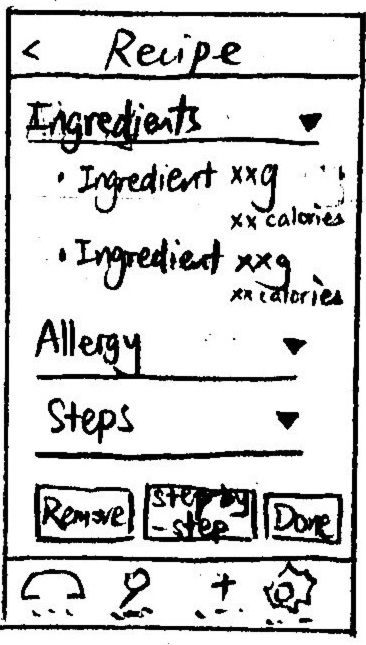 < Recipe
Ingredients
• Ingredient xxg
xx calories
• Ingredient xxg
xx calories
Allergy
Steps
Remove
step by
-step
Done